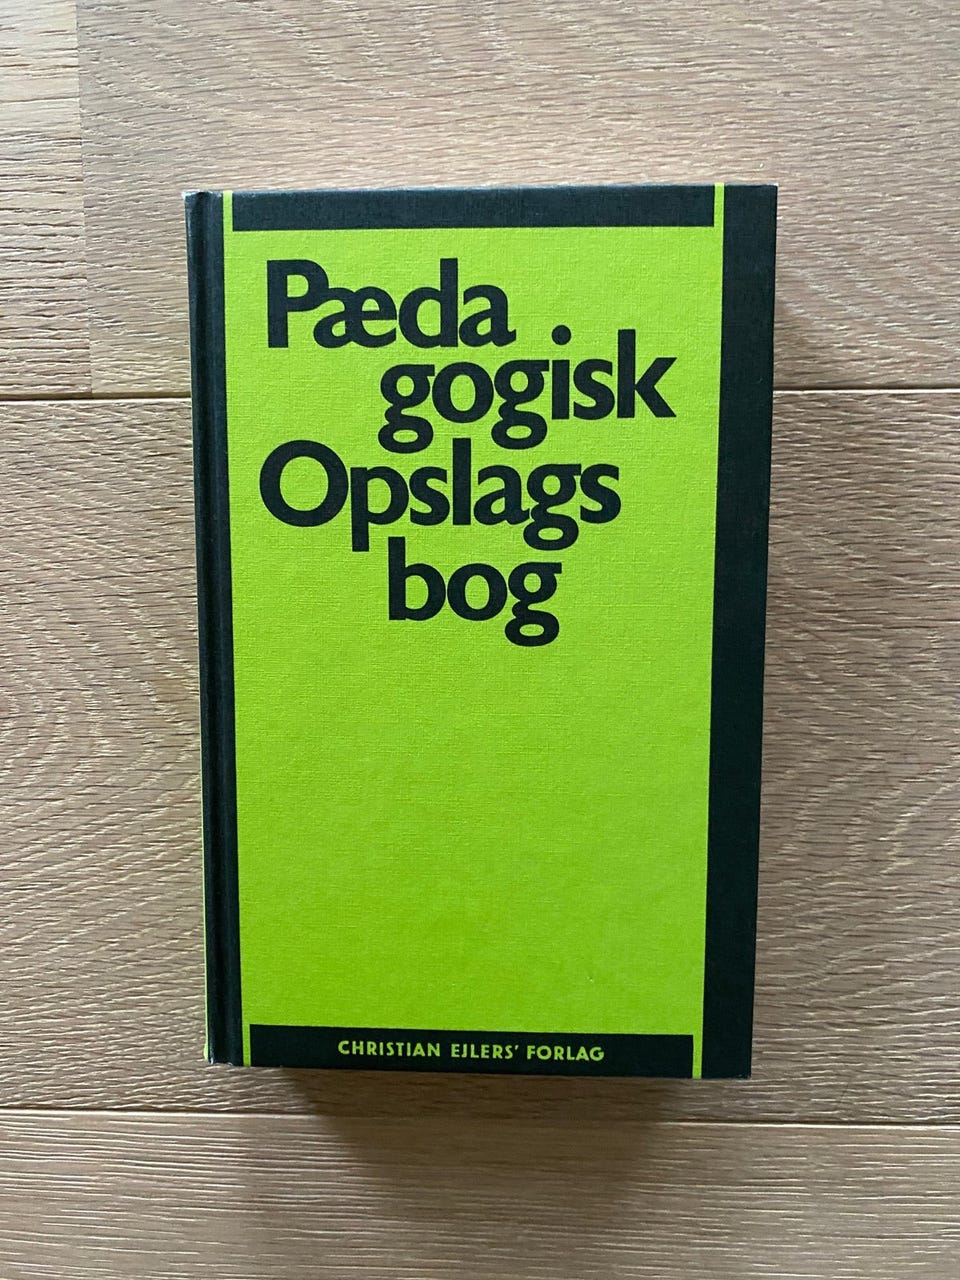 Pæda
gogisk
Opslags
bog
CHRISTIAN EJLERS' FORLAG